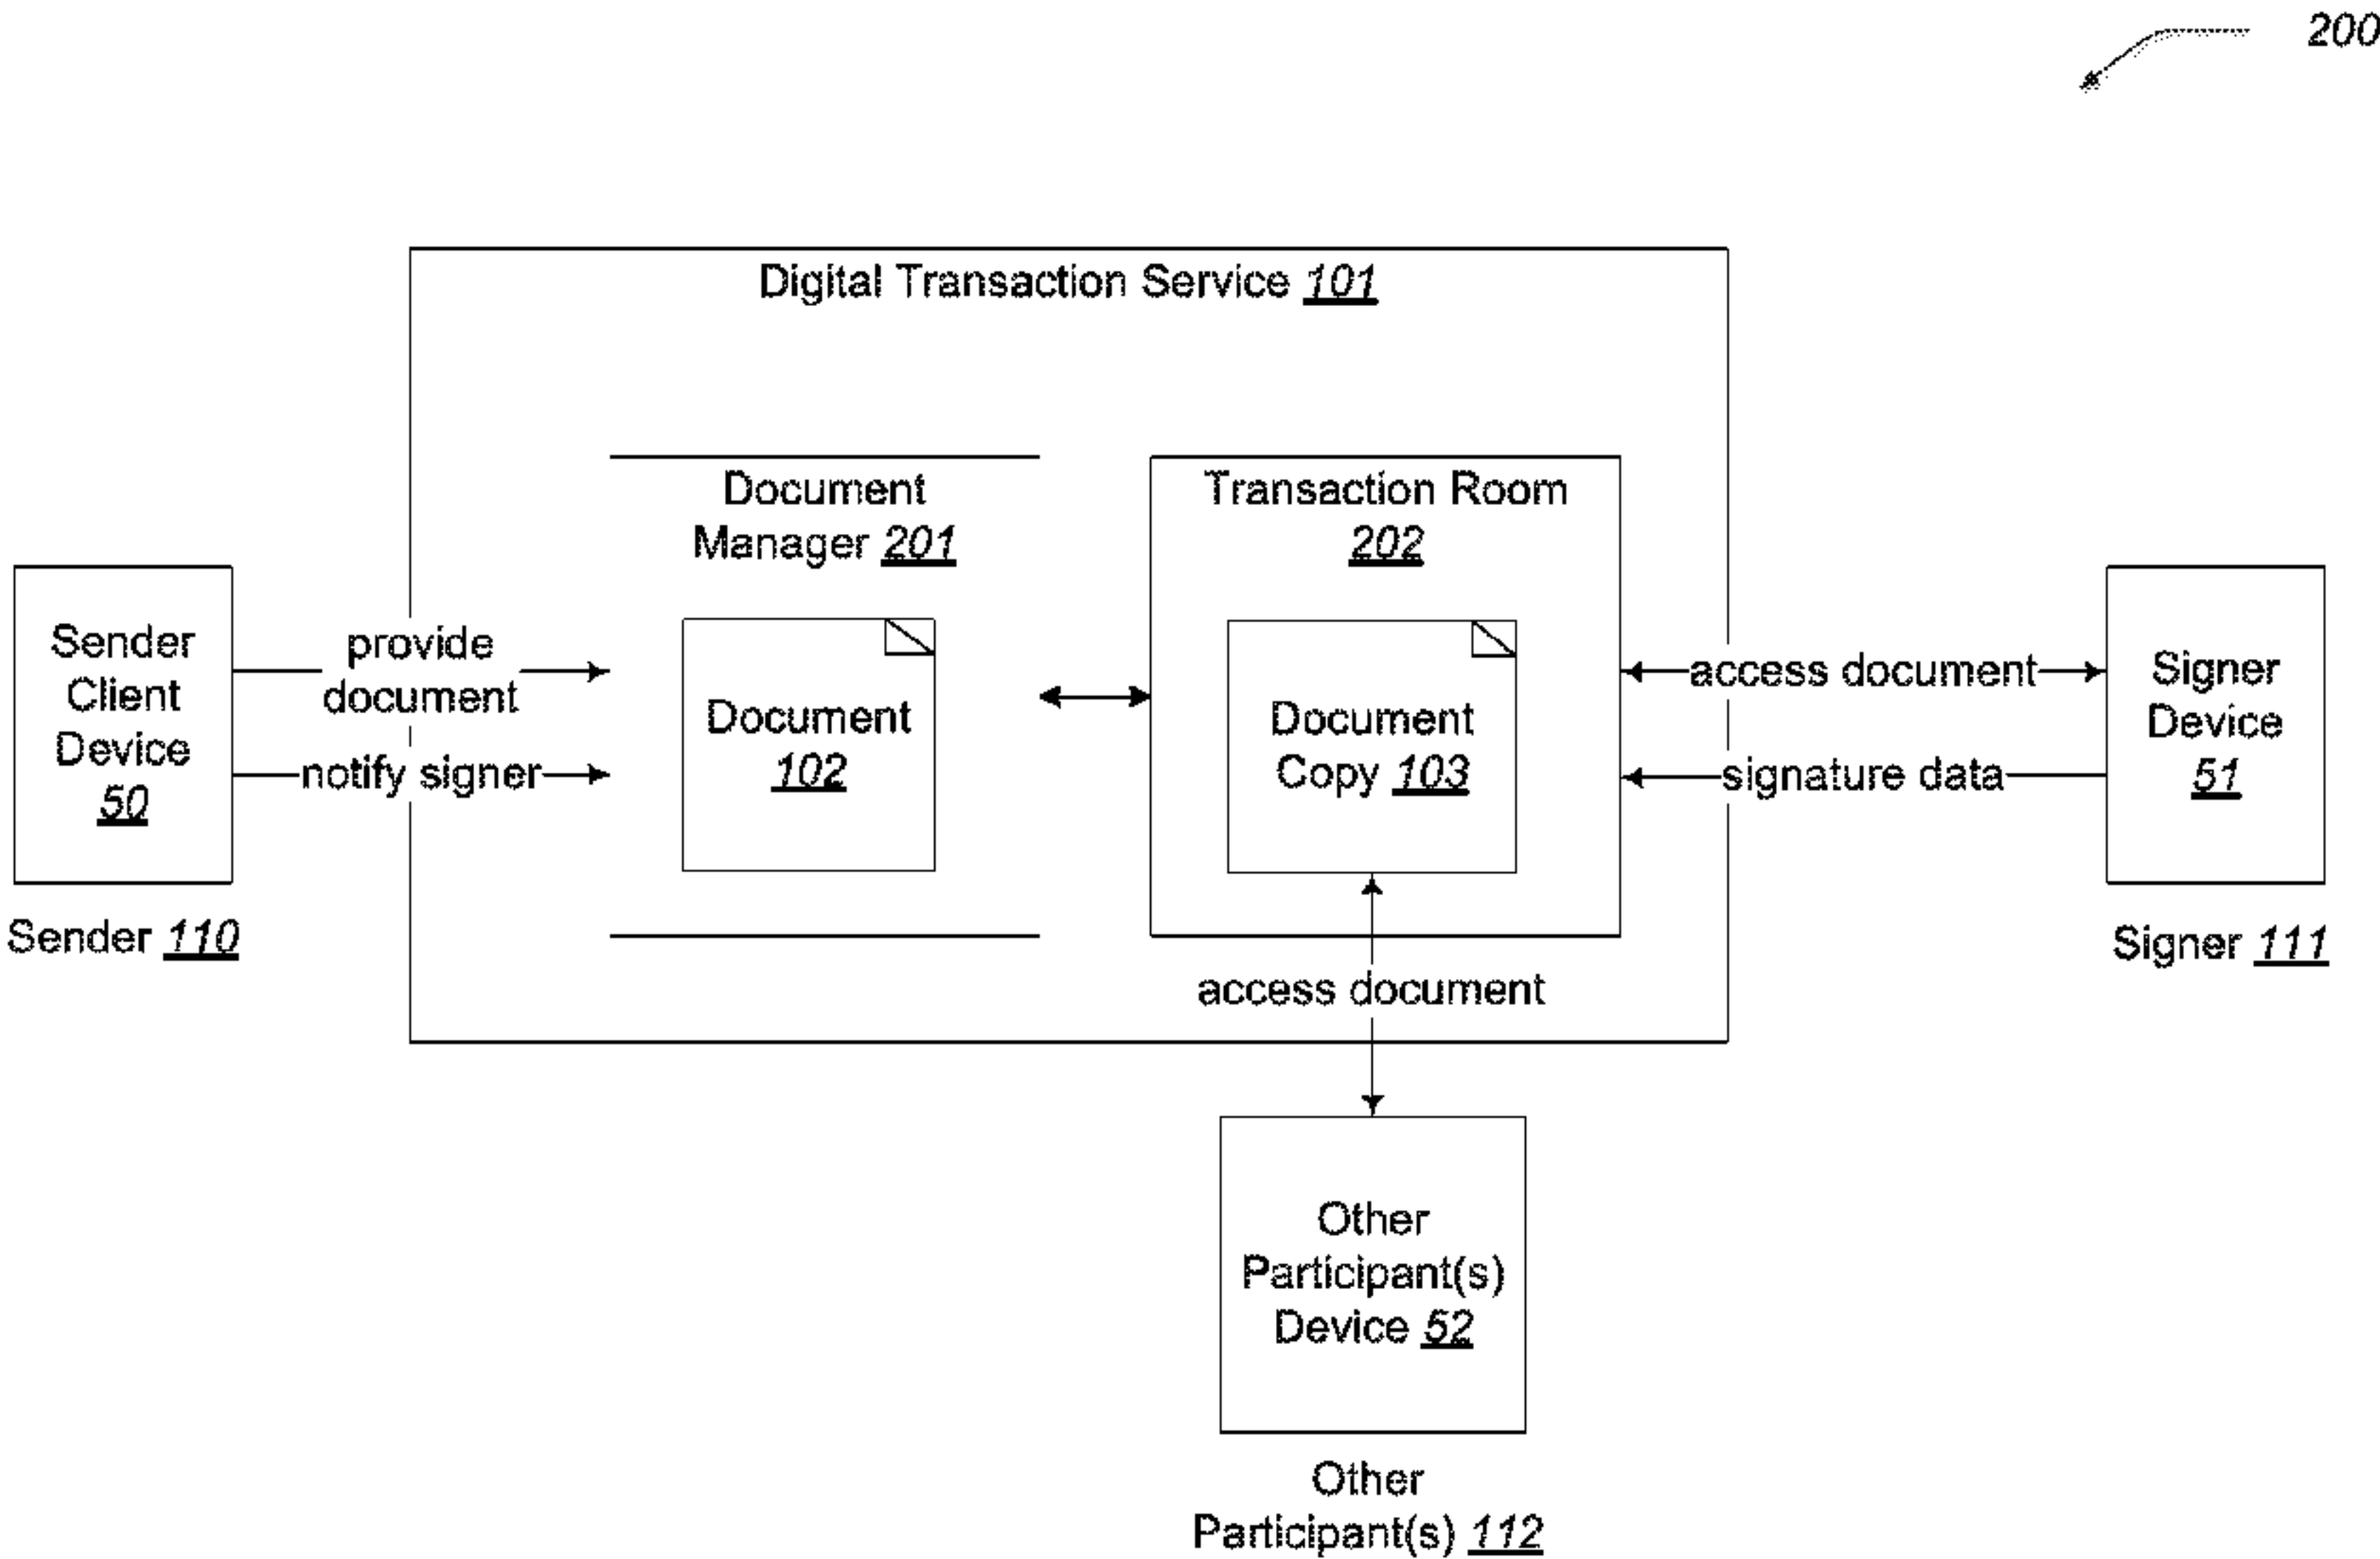 200
Digital Transaction Service 101
Document
Manager 201
Transaction Room
202
Sender
Client
Device
50
provide
document
notify signer
Document
102
Document
Copy 103
access document
signature data
Signer
Device
51
Sender 110
Signer 111
access document
Other
Participant(s)
Device 52
Other
Participant(s) 112